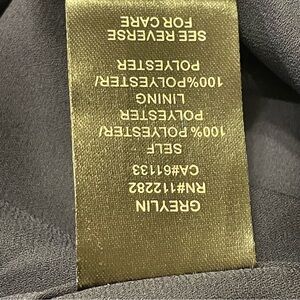 GREYLIN
RN#112282
CA#61133
SELF
100% POLYESTER/
POLYESTER
LINING
100%POLYESTER/
POLYESTER
SEE REVERSE
FOR CARE